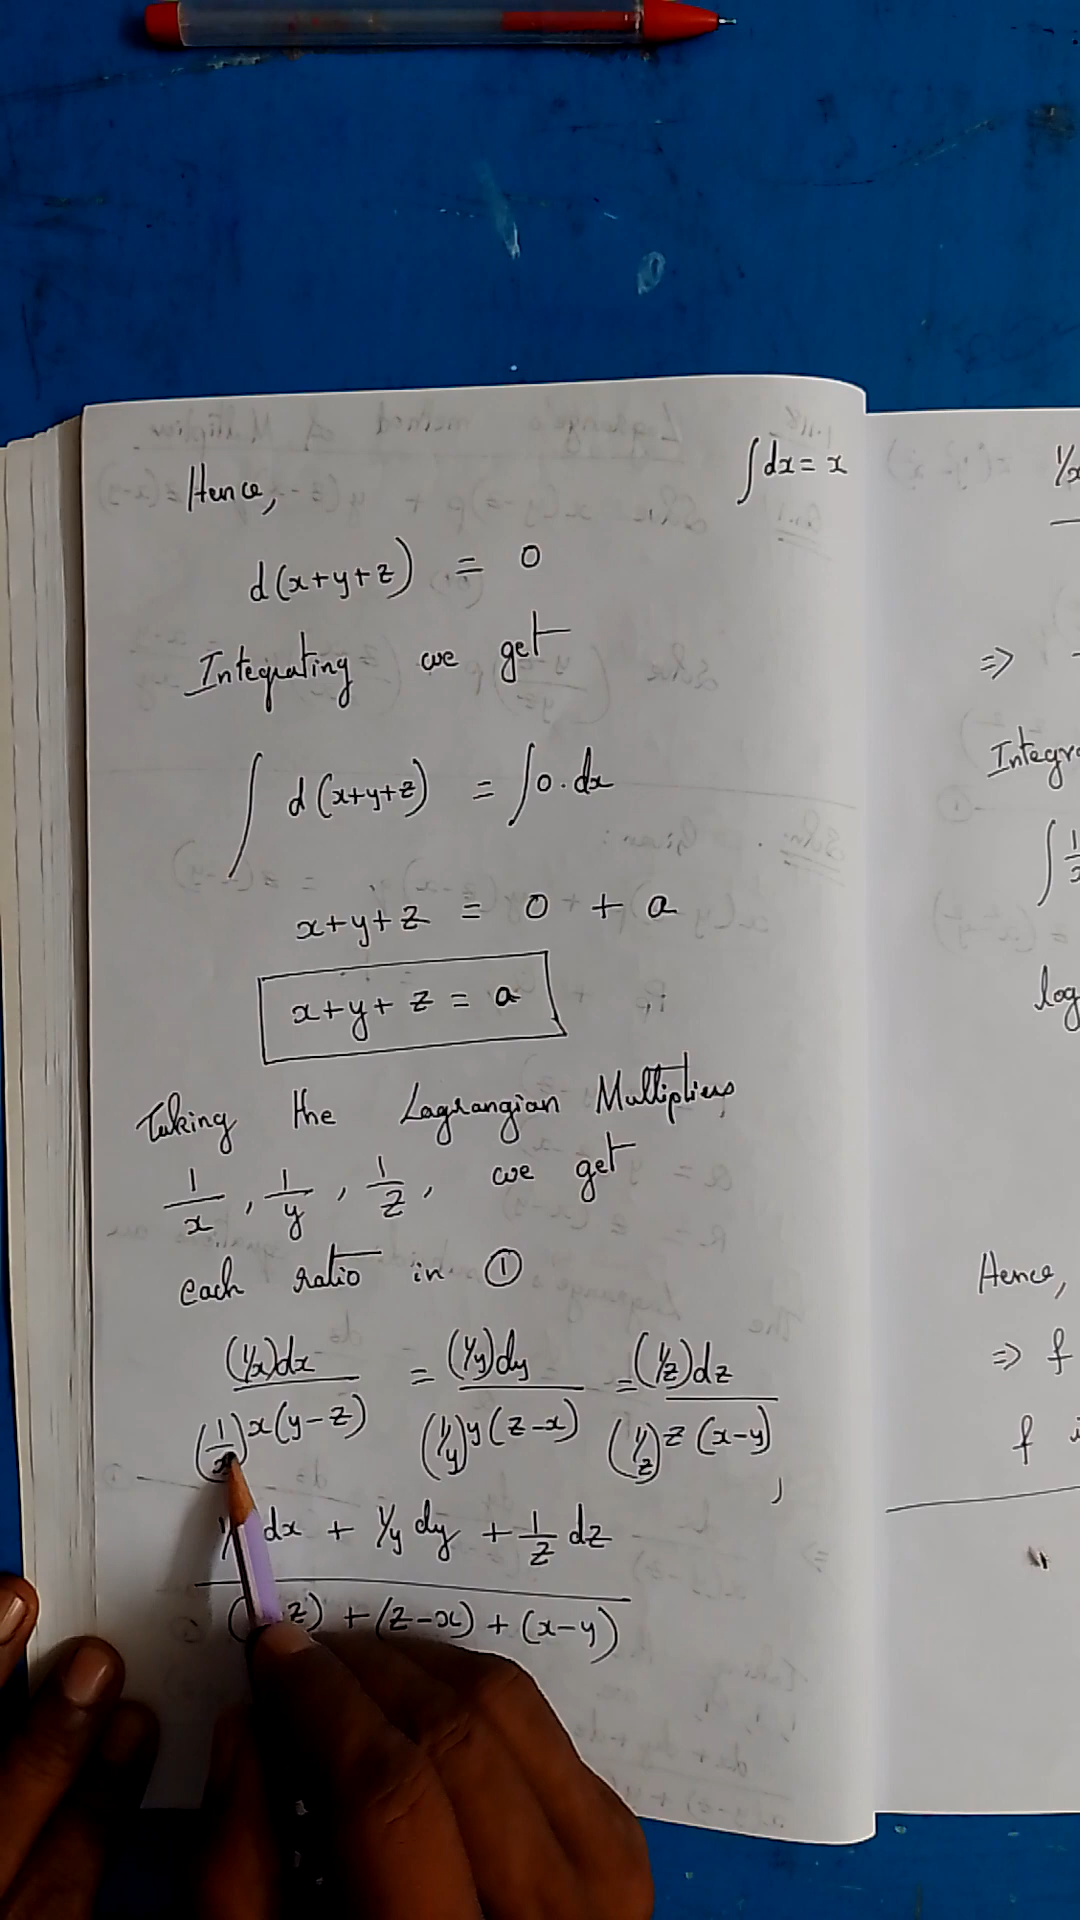 Hence,
∫dx = x
d(x+y+z) = 0
Integrating we get
∫ d(x+y+z) = ∫0.dx
x+y+z = 0 + a
x+y+z = a
Taking the Lagrangian Multipliers
1/x, 1/y, 1/z, we get
each ratio in ①
(1/x)dx = (1/y)dy = (1/z)dz
(1/x)x(y-z) (1/y)y(z-x) (1/z)z(x-y),
dx + 1/y dy + 1/z dz
z) + (z-x) + (x-y)
1/x
⇒
Integr
∫
log
Hence,
⇒ f
f i